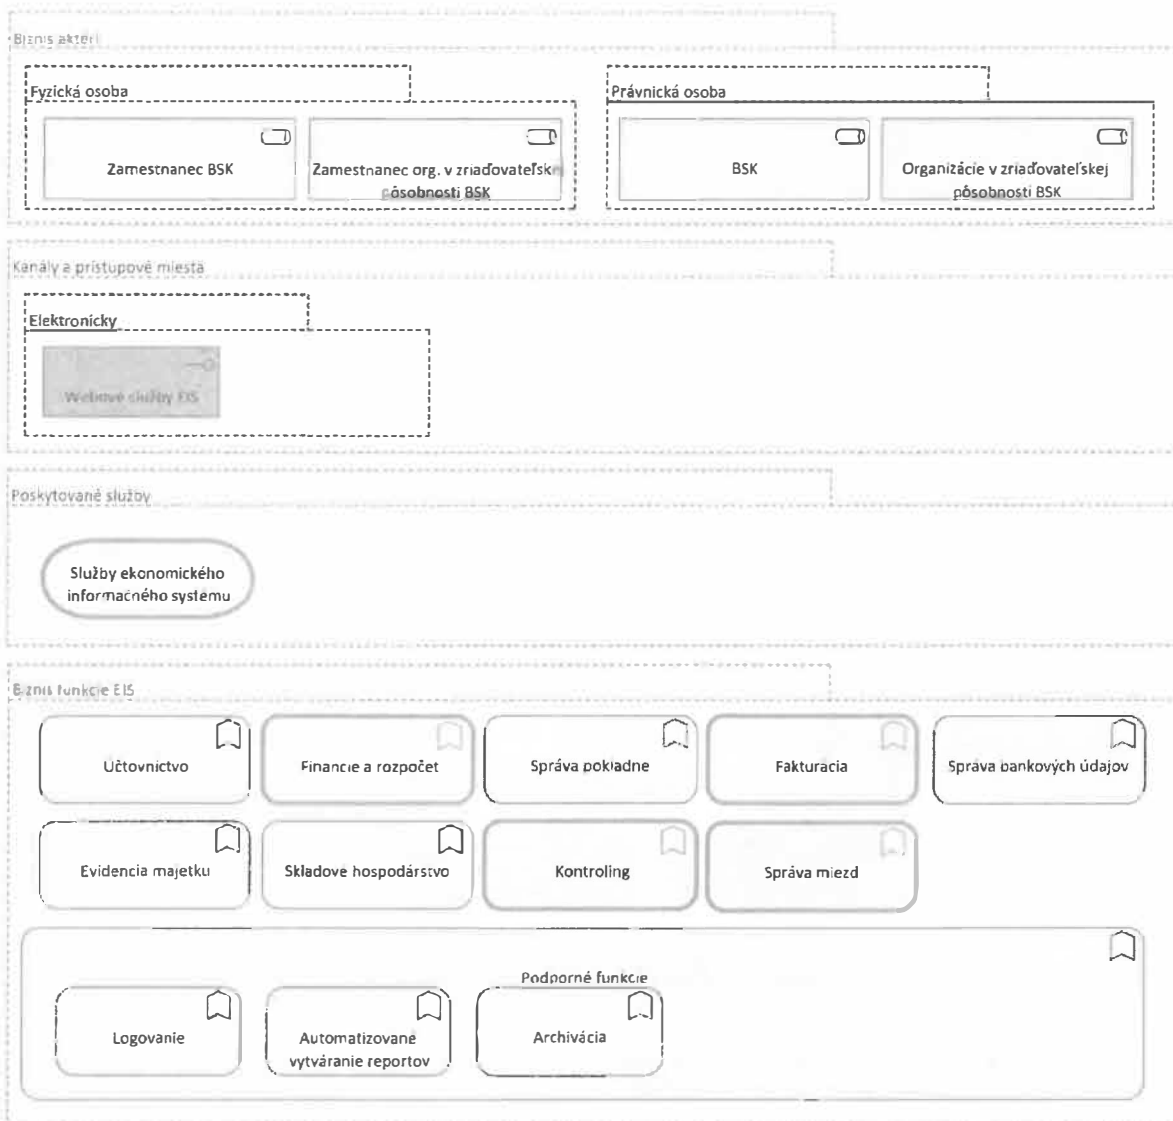 Biznis aktéri
Fyzická osoba
Právnická osoba
Zamestnanec BSK
Zamestnanec org. v zriaďovateľskej
pôsobnosti BSK
BSK
Organizácie v zriaďovateľskej
pôsobnosti BSK
Kanály a prístupové miesta
Elektronicky
Webové služby EIS
Poskytované služby
Služby ekonomického
informačného systému
Biznis funkcie EIS
Účtovníctvo
Financie a rozpočet
Správa pokladne
Fakturácia
Správa bankových údajov
Evidencia majetku
Skladové hospodárstvo
Kontroling
Správa miezd
Podporné funkcie
Logovanie
Automatizované
vytváranie reportov
Archivácia